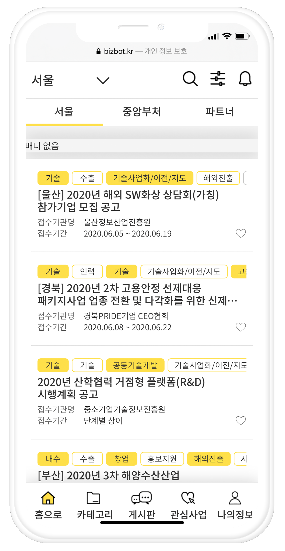 bizbot.kr — 개인 정보 보호
서울
서울 중앙부처 파트너
배너 없음
기술 수출 기술사업화/이전/지도 해외진출
[울산] 2020년 해외 SW화상 상담회(가칭)
참가기업 모집 공고
접수기관명 울산정보산업진흥원
접수기간 2020.06.05 ~ 2020.06.19
기술 인력 기술 기술사업화/이전/지도
[경북] 2020년 2차 고용안정 선제대응
패키지사업 업종 전환 및 다각화를 위한 신제…
접수기관명 경북PRIDE기업 CEO협회
접수기간 2020.06.08 ~ 2020.06.22
기술 기술 공동기술개발 기술사업화/이전/지도
2020년 산학협력 거점형 플랫폼(R&D)
시행계획 공고
접수기관명 중소기업기술정보진흥원
접수기간 단계별 상이
내수 수출 창업 홍보지원 해외진출
[부산] 2020년 3차 해양수산산업
홈으로 카테고리 게시판 관심사업 나의정보